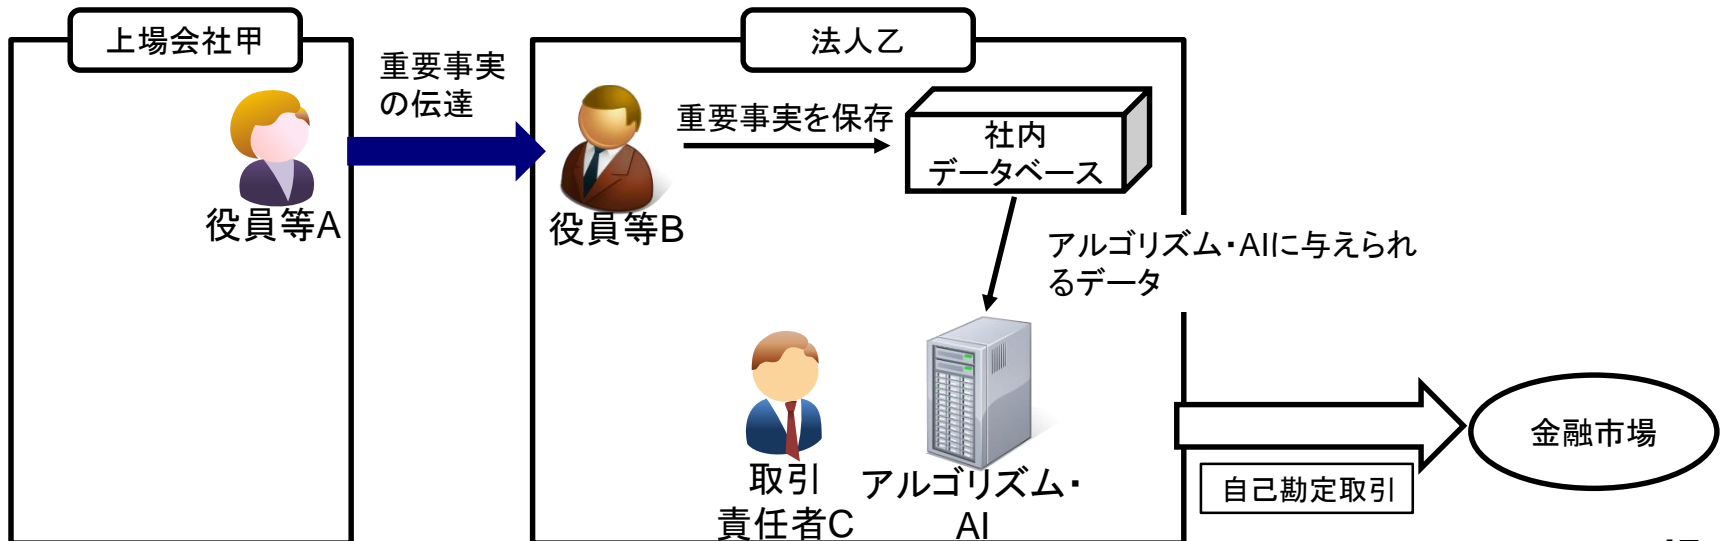 上場会社甲
法人乙
重要事実
の伝達
重要事実を保存
社内
データベース
役員等A
役員等B
アルゴリズム・AIに与えられ
るデータ
取引
責任者C
アルゴリズム・
AI
自己勘定取引
金融市場